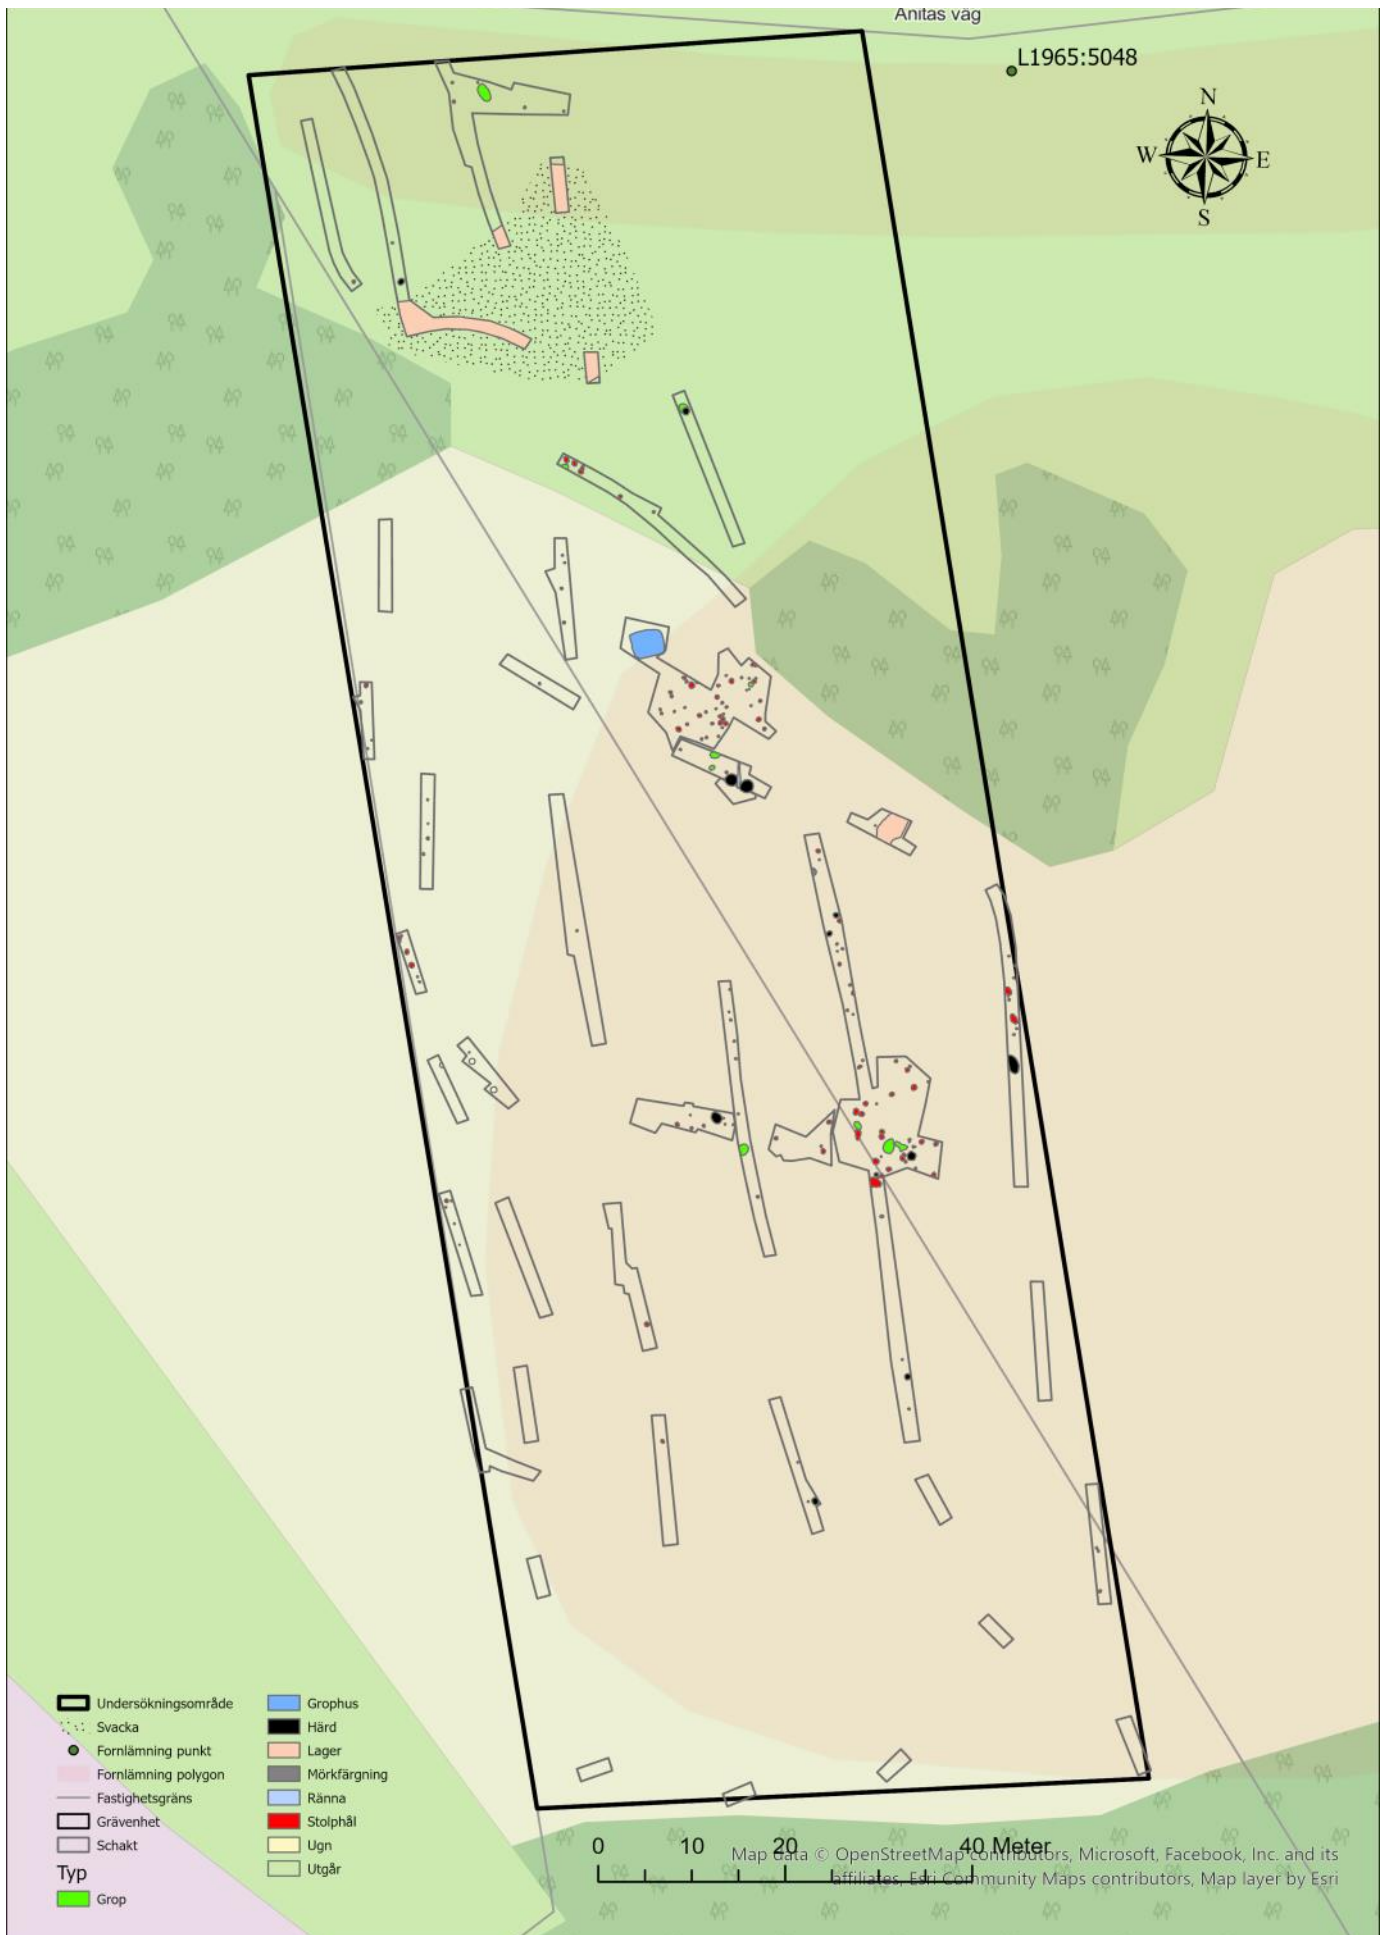 Anitas väg
L1965:5048
N
W E
S
Undersökningsområde
Svacka
Fornlämning punkt
Fornlämning polygon
Fastighetsgräns
Grävenhet
Schakt
Typ
Grop
Grophus
Härd
Lager
Mörkfärgning
Ränna
Stolphål
Ugn
Utgår
0 10 20 40 Meter
Map data © OpenStreetMap contributors, Microsoft, Facebook, Inc. and its
affiliates, Esri Community Maps contributors, Map layer by Esri